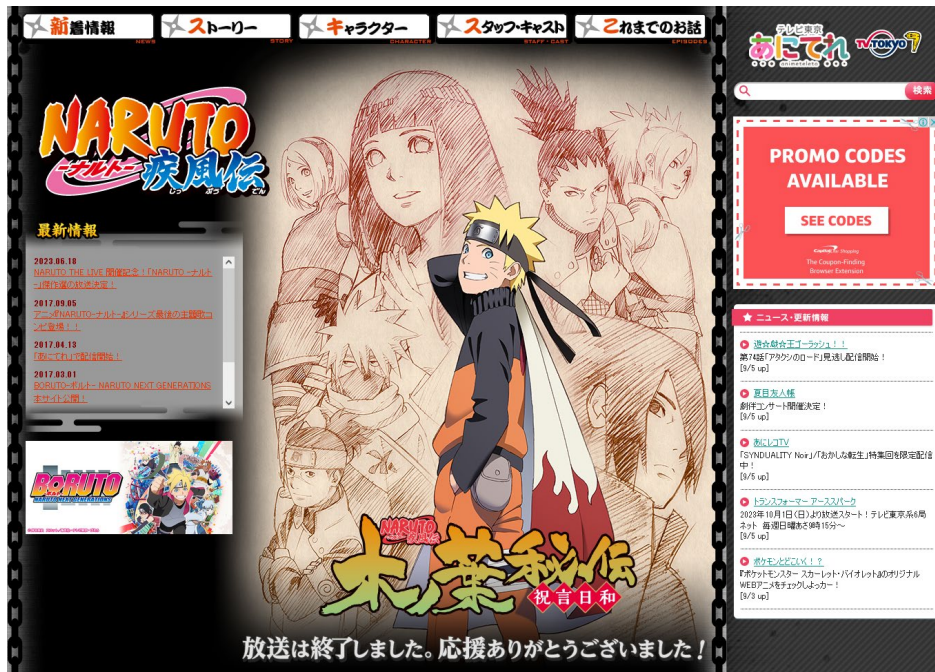 新着情報
NEWS
ストーリー
STORY
キャラクター
CHARACTER
スタッフ・キャスト
STAFF・CAST
これまでのお話
EPISODES
NARUTO
-ナルト-
疾風伝
しっ ぷう でん
最新情報
2023.06.18
NARUTO THE LIVE 開催記念！「NARUTO -ナルト
-」傑作選の放送決定！
2017.09.05
アニメ『NARUTO-ナルト-』シリーズ最後の主題歌コ
ンビ登場！！
2017.04.13
「あにてれ」で配信開始！
2017.03.01
BORUTO-ボルト- NARUTO NEXT GENERATIONS
本サイト公開！
BORUTO
NARUTO NEXT GENERATIONS
NARUTO
疾風伝
木ノ葉秘伝
祝言日和
放送は終了しました。応援ありがとうございました！
テレビ東京
あにてれ
animetele
TV TOKYO
検索
PROMO CODES
AVAILABLE
SEE CODES
Capital One Shopping
The Coupon-Finding
Browser Extension
ニュース・更新情報
遊☆戯☆王ゴーラッシュ！！
第74話「アタクシのロード」見逃し配信開始！
[9/5 up]
夏目友人帳
劇伴コンサート開催決定！
[9/5 up]
あにレコTV
「SYNDUALITY Noir」/「おかしな転生」特集回を限定配信
中！
[9/5 up]
トランスフォーマー アーススパーク
2023年10月1日(日)より放送スタート！テレビ東京系6局
ネット 毎週日曜あさ9時15分～
[9/5 up]
ポケモンとどこいく！？
『ポケットモンスター スカーレット・バイオレット』のオリジナル
WEBアニメをチェックしよっカー！
[9/3 up]